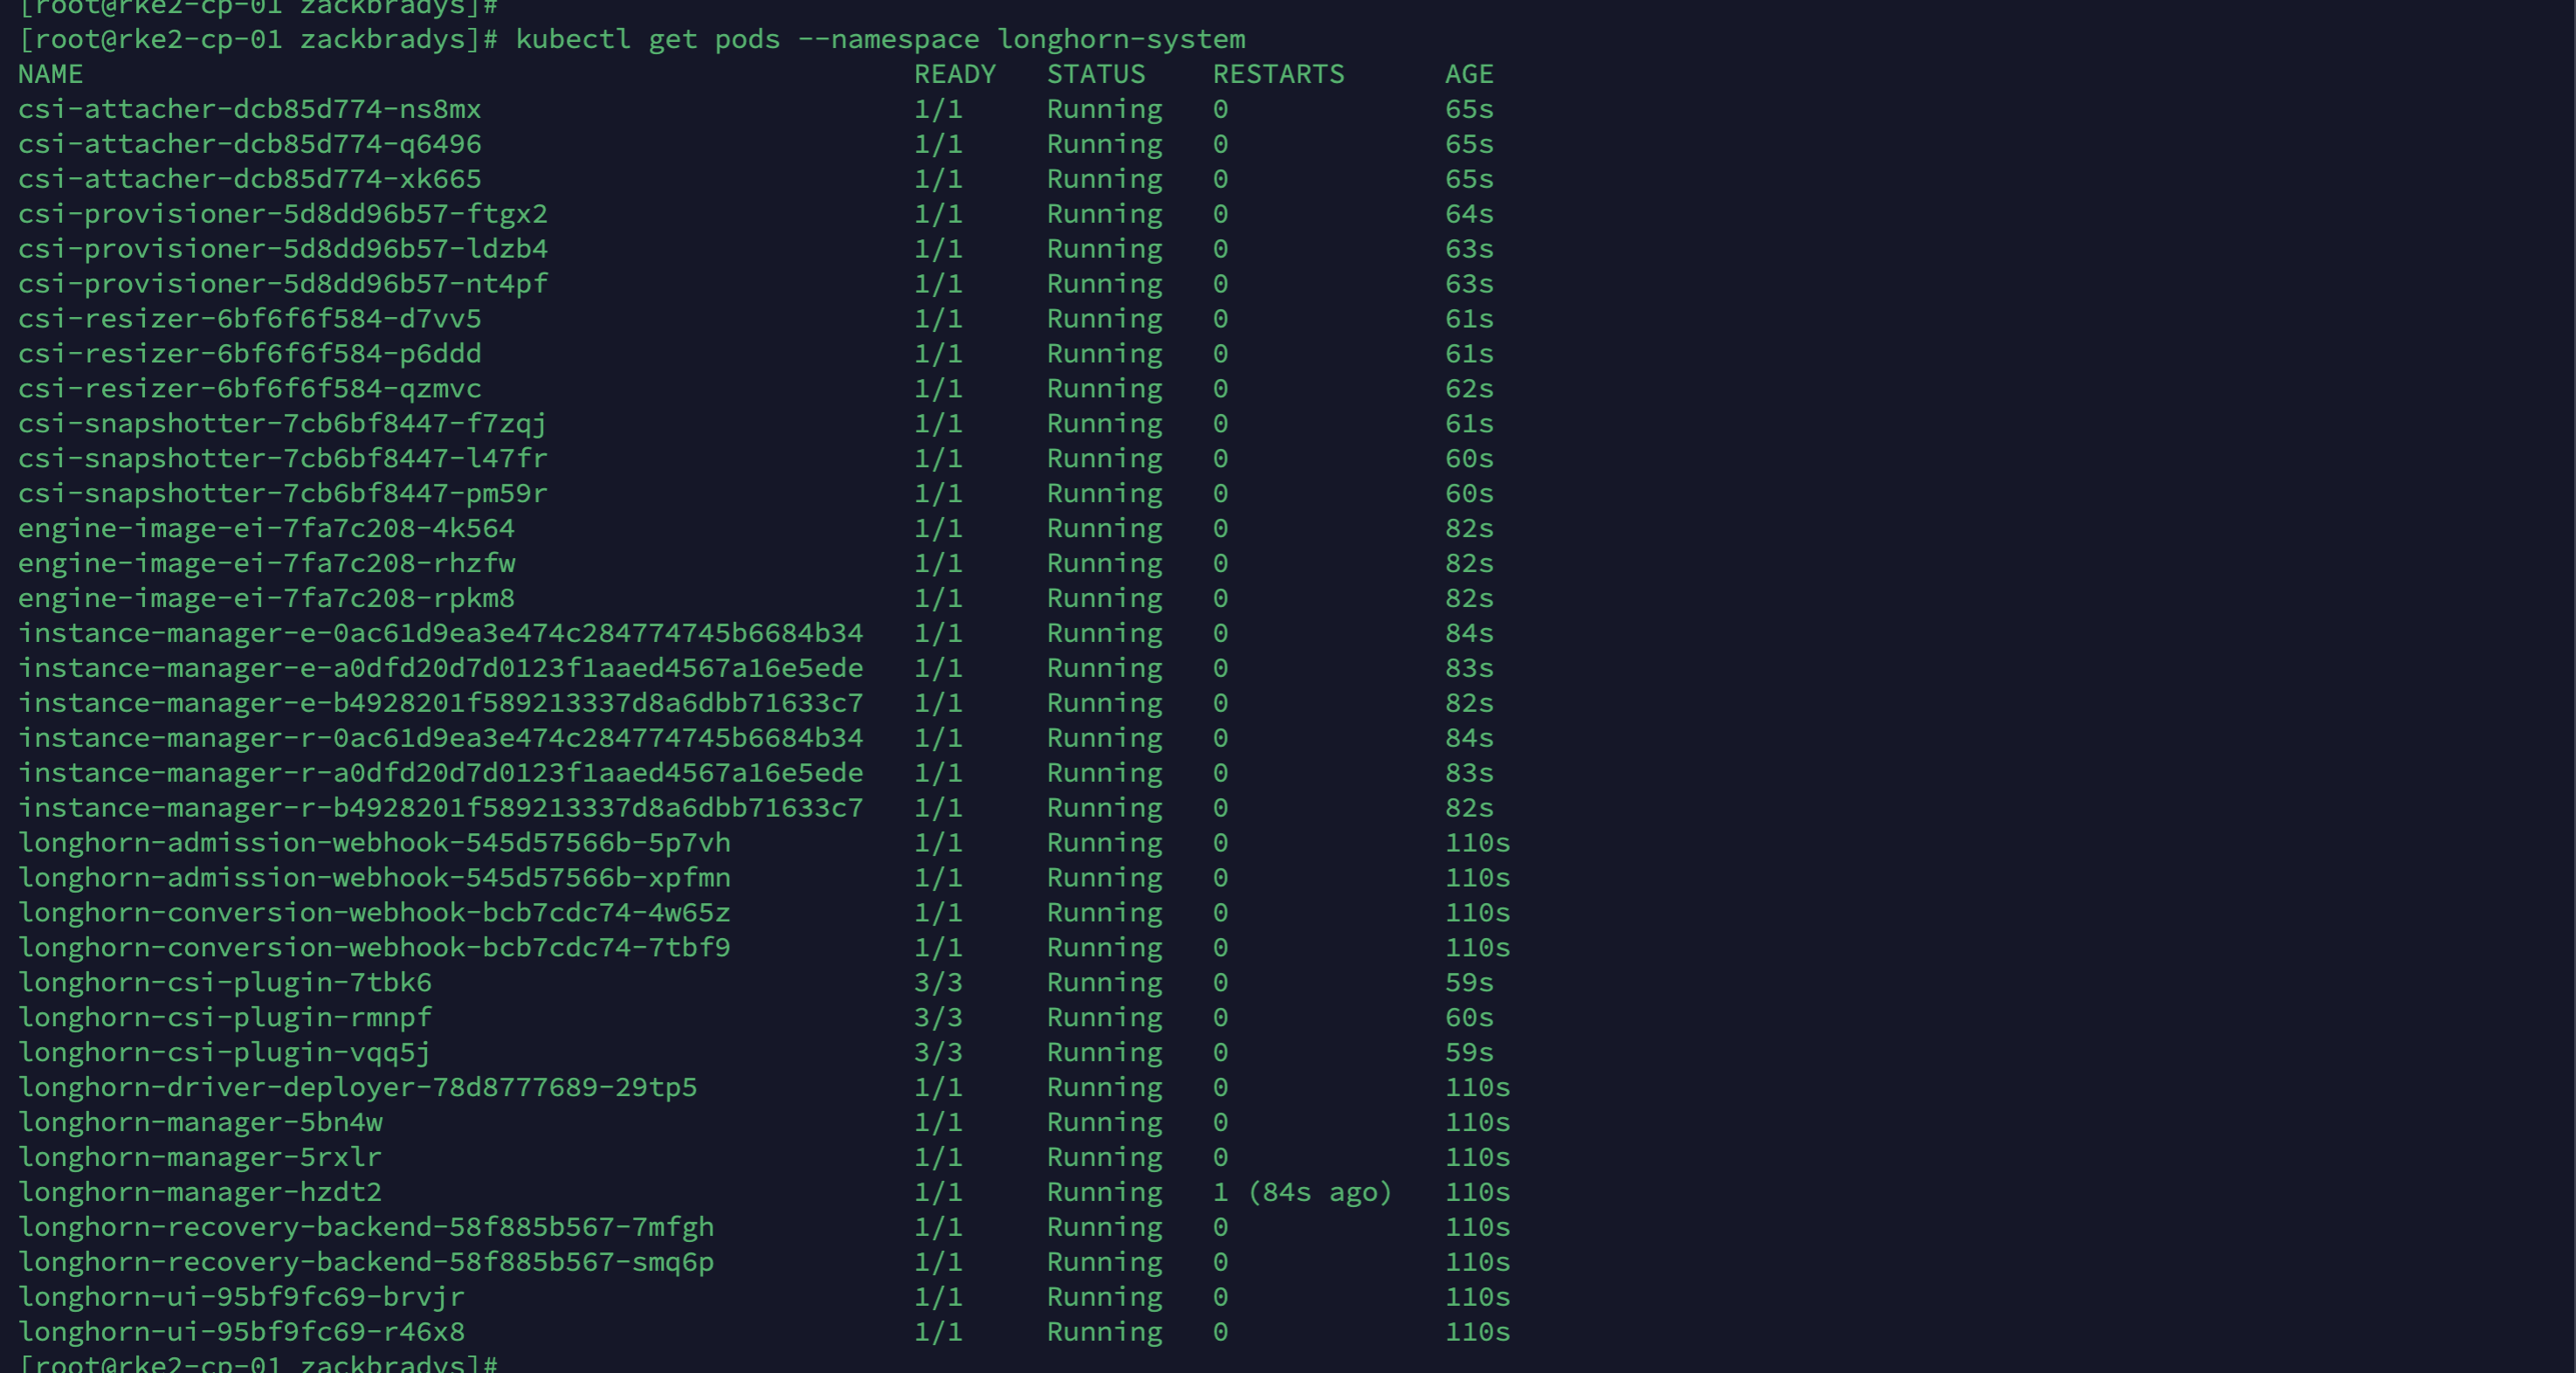 [root@rke2-cp-01 zackbradys]#
[root@rke2-cp-01 zackbradys]# kubectl get pods --namespace longhorn-system
NAME READY STATUS RESTARTS AGE
csi-attacher-dcb85d774-ns8mx 1/1 Running 0 65s
csi-attacher-dcb85d774-q6496 1/1 Running 0 65s
csi-attacher-dcb85d774-xk665 1/1 Running 0 65s
csi-provisioner-5d8dd96b57-ftgx2 1/1 Running 0 64s
csi-provisioner-5d8dd96b57-ldzb4 1/1 Running 0 63s
csi-provisioner-5d8dd96b57-nt4pf 1/1 Running 0 63s
csi-resizer-6bf6f6f584-d7vv5 1/1 Running 0 61s
csi-resizer-6bf6f6f584-p6ddd 1/1 Running 0 61s
csi-resizer-6bf6f6f584-qzmvc 1/1 Running 0 62s
csi-snapshotter-7cb6bf8447-f7zqj 1/1 Running 0 61s
csi-snapshotter-7cb6bf8447-l47fr 1/1 Running 0 60s
csi-snapshotter-7cb6bf8447-pm59r 1/1 Running 0 60s
engine-image-ei-7fa7c208-4k564 1/1 Running 0 82s
engine-image-ei-7fa7c208-rhzfw 1/1 Running 0 82s
engine-image-ei-7fa7c208-rpkm8 1/1 Running 0 82s
instance-manager-e-0ac61d9ea3e474c284774745b6684b34 1/1 Running 0 84s
instance-manager-e-a0dfd20d7d0123f1aaed4567a16e5ede 1/1 Running 0 83s
instance-manager-e-b4928201f589213337d8a6dbb71633c7 1/1 Running 0 82s
instance-manager-r-0ac61d9ea3e474c284774745b6684b34 1/1 Running 0 84s
instance-manager-r-a0dfd20d7d0123f1aaed4567a16e5ede 1/1 Running 0 83s
instance-manager-r-b4928201f589213337d8a6dbb71633c7 1/1 Running 0 82s
longhorn-admission-webhook-545d57566b-5p7vh 1/1 Running 0 110s
longhorn-admission-webhook-545d57566b-xpfmn 1/1 Running 0 110s
longhorn-conversion-webhook-bcb7cdc74-4w65z 1/1 Running 0 110s
longhorn-conversion-webhook-bcb7cdc74-7tbf9 1/1 Running 0 110s
longhorn-csi-plugin-7tbk6 3/3 Running 0 59s
longhorn-csi-plugin-rmnpf 3/3 Running 0 60s
longhorn-csi-plugin-vqq5j 3/3 Running 0 59s
longhorn-driver-deployer-78d8777689-29tp5 1/1 Running 0 110s
longhorn-manager-5bn4w 1/1 Running 0 110s
longhorn-manager-5rxlr 1/1 Running 0 110s
longhorn-manager-hzdt2 1/1 Running 1 (84s ago) 110s
longhorn-recovery-backend-58f885b567-7mfgh 1/1 Running 0 110s
longhorn-recovery-backend-58f885b567-smq6p 1/1 Running 0 110s
longhorn-ui-95bf9fc69-brvjr 1/1 Running 0 110s
longhorn-ui-95bf9fc69-r46x8 1/1 Running 0 110s
[root@rke2-cp-01 zackbradys]#